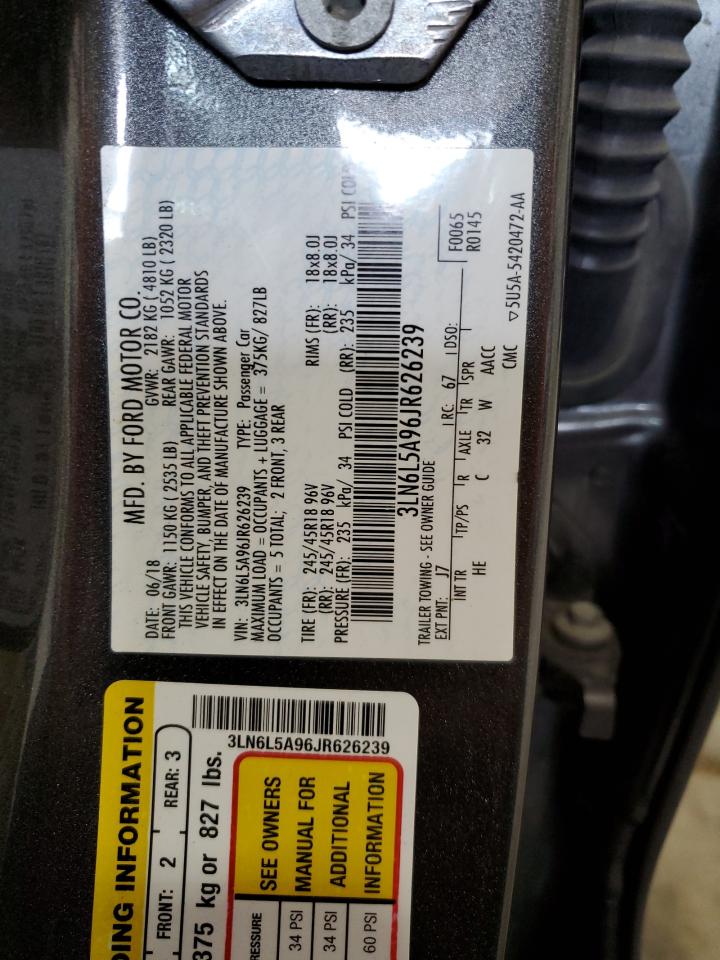 MFD. BY FORD MOTOR CO.
DATE: 06/18 GVWR: 2182 KG ( 4810 LB)
FRONT GAWR: 1150 KG ( 2535 LB) REAR GAWR: 1052 KG ( 2320 LB)
THIS VEHICLE CONFORMS TO ALL APPLICABLE FEDERAL MOTOR
VEHICLE SAFETY, BUMPER, AND THEFT PREVENTION STANDARDS
IN EFFECT ON THE DATE OF MANUFACTURE SHOWN ABOVE.
VIN: 3LN6L5A96JR626239 TYPE: Passenger Car
MAXIMUM LOAD = OCCUPANTS + LUGGAGE = 375KG/ 827LB
OCCUPANTS = 5 TOTAL; 2 FRONT, 3 REAR
TIRE (FR): 245/45R18 96V RIMS (FR): 18x8.0J
(RR): 245/45R18 96V (RR): 18x8.0J
PRESSURE (FR): 235 kPa/ 34 PSI COLD (RR): 235 kPa/ 34 PSI COLD
3LN6L5A96JR626239
TRAILER TOWING - SEE OWNER GUIDE
F0065
R0145
EXT PNT: J7 RC: 67 DSO:
INT TR TP/PS R AXLE TR SPR
HE C 32 W AACC
CMC
▽5U5A-5420472-AA
DING INFORMATION
FRONT: 2 REAR: 3
375 kg or 827 lbs.
3LN6L5A96JR626239
RESSURE
34 PSI
34 PSI
60 PSI
SEE OWNERS
MANUAL FOR
ADDITIONAL
INFORMATION